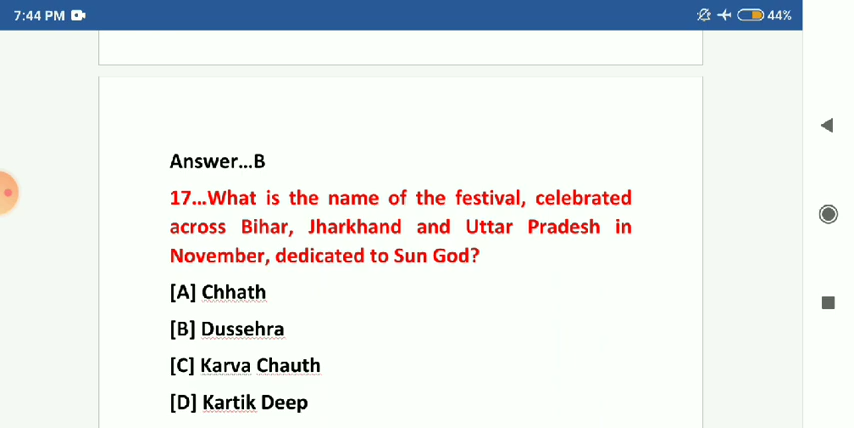 7:44 PM
44%
Answer...B
17...What is the name of the festival, celebrated
across Bihar, Jharkhand and Uttar Pradesh in
November, dedicated to Sun God?
[A] Chhath
[B] Dussehra
[C] Karva Chauth
[D] Kartik Deep